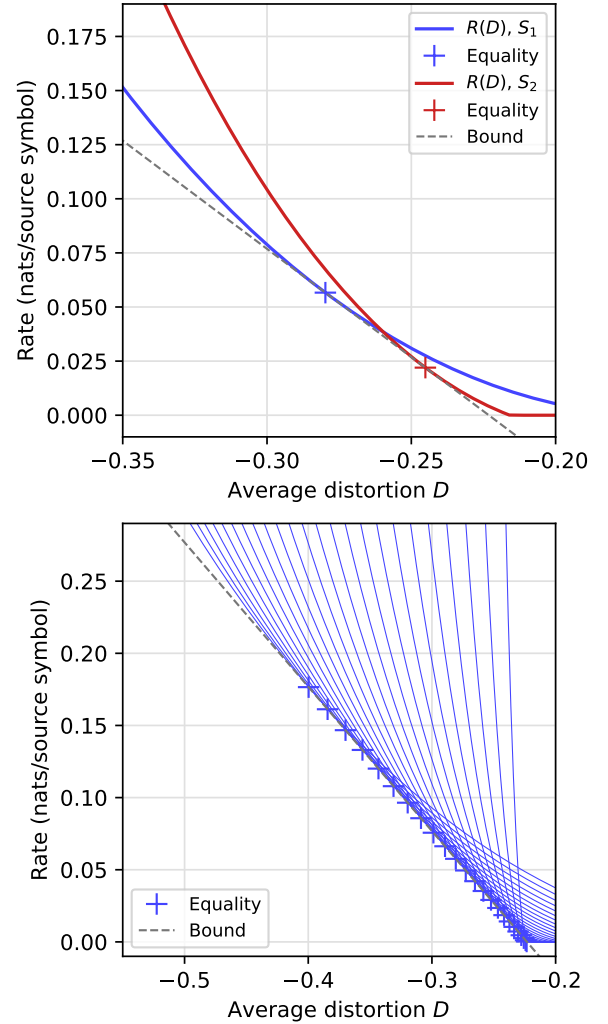 Rate (nats/source symbol)
0.175
0.150
0.125
0.100
0.075
0.050
0.025
0.000
R(D), S₁
Equality
R(D), S₂
Equality
Bound
−0.35
−0.30
−0.25
−0.20
Average distortion D
Rate (nats/source symbol)
0.25
0.20
0.15
0.10
0.05
0.00
Equality
Bound
−0.5
−0.4
−0.3
−0.2
Average distortion D